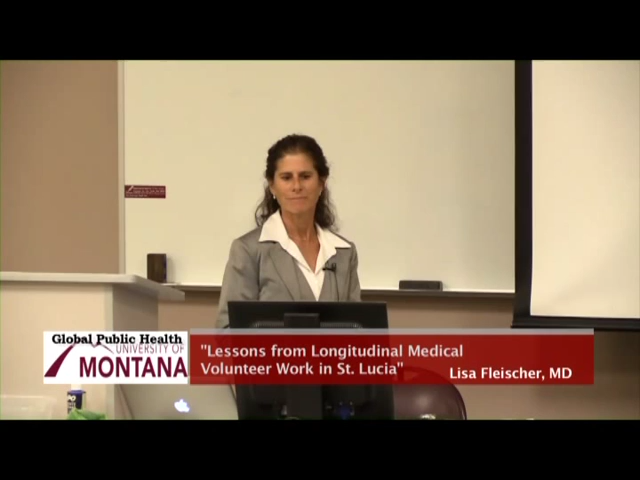 Global Public Health
UNIVERSITY OF
MONTANA
"Lessons from Longitudinal Medical
Volunteer Work in St. Lucia"
Lisa Fleischer, MD